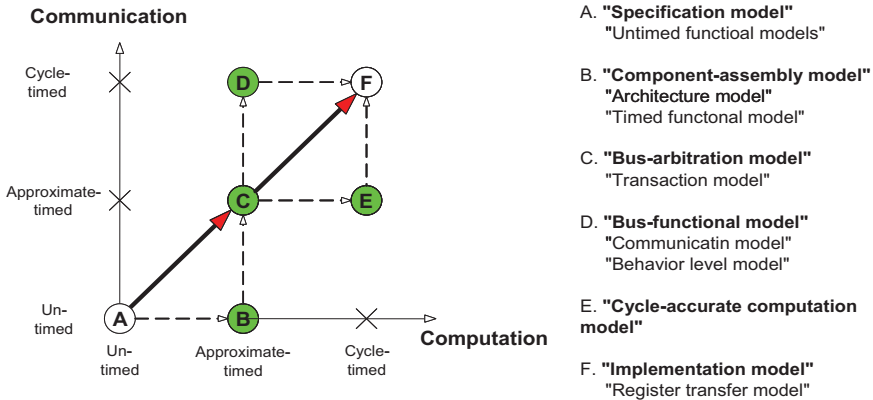 Communication
Cycle-
timed
D
F
Approximate-
timed
C
E
Un-
timed
A
B
Computation
Un-
timed
Approximate-
timed
Cycle-
timed
A. "Specification model"
"Untimed functioal models"
B. "Component-assembly model"
"Architecture model"
"Timed functonal model"
C. "Bus-arbitration model"
"Transaction model"
D. "Bus-functional model"
"Communicatin model"
"Behavior level model"
E. "Cycle-accurate computation
model"
F. "Implementation model"
"Register transfer model"